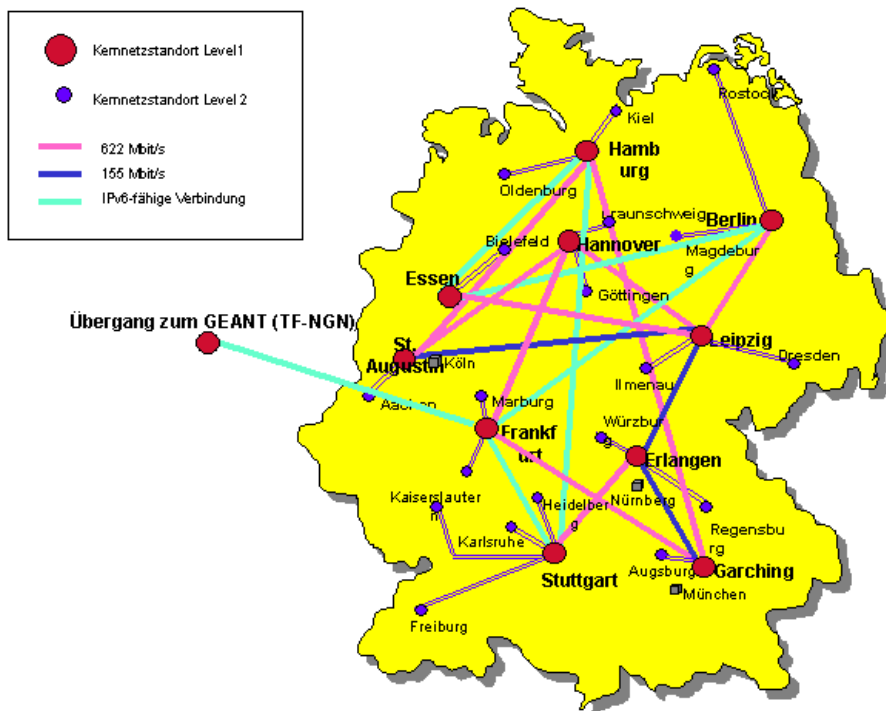 Kernnetzstandort Level1
Kernnetzstandort Level 2
622 Mbit/s
155 Mbit/s
IPv6-fähige Verbindung
Rostock
Kiel
Hamb
urg
Oldenburg
Braunschweig
Berlin
Bielefeld
Hannover
Magdebur
g
Essen
Göttingen
Übergang zum GEANT (TF-NGN)
St.
Augustin
Köln
Leipzig
Dresden
Ilmenau
Aachen
Marburg
Frankf
urt
Würzbur
g
Erlangen
Kaiserslauter
n
Heidelber
g
Nürnberg
Karlsruhe
Regensbu
rg
Stuttgart
Augsburg
Garching
München
Freiburg